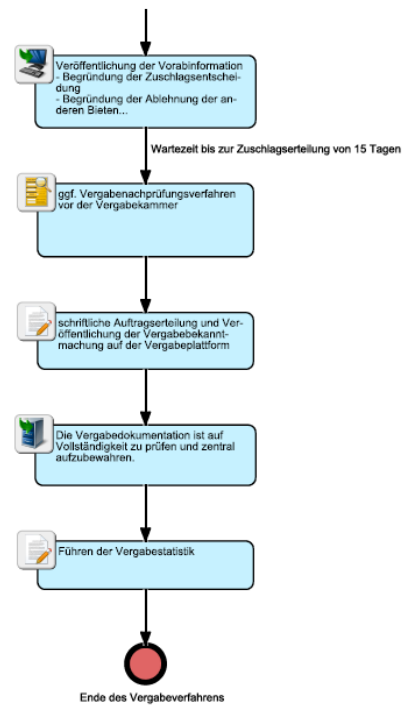 Veröffentlichung der Vorabinformation
- Begründung der Zuschlagsentschei-
dung
- Begründung der Ablehnung der an-
deren Bieten...
Wartezeit bis zur Zuschlagserteilung von 15 Tagen
ggf. Vergabenachprüfungsverfahren
vor der Vergabekammer
schriftliche Auftragserteilung und Ver-
öffentlichung der Vergabebekannt-
machung auf der Vergabeplattform
Die Vergabedokumentation ist auf
Vollständigkeit zu prüfen und zentral
aufzubewahren.
Führen der Vergabestatistik
Ende des Vergabeverfahrens